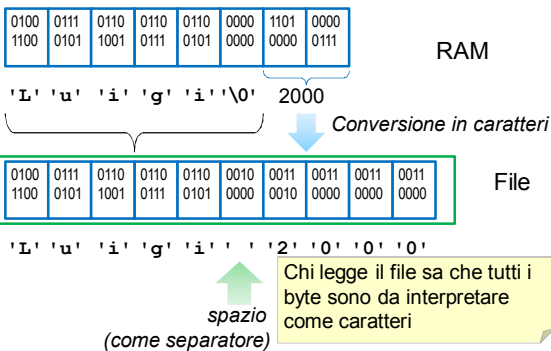 0100 0111 0110 0110 0110 0000 1101 0000
1100 0101 1001 0111 0101 0000 0000 0111
RAM
'L' 'u' 'i' 'g' 'i' '\0' 2000
Conversione in caratteri
0100 0111 0110 0110 0110 0010 0011 0011 0011 0011
1100 0101 1001 0111 0101 0000 0010 0000 0000 0000
File
'L' 'u' 'i' 'g' 'i' ' ' '2' '0' '0' '0'
spazio
(come separatore)
Chi legge il file sa che tutti i
byte sono da interpretare
come caratteri